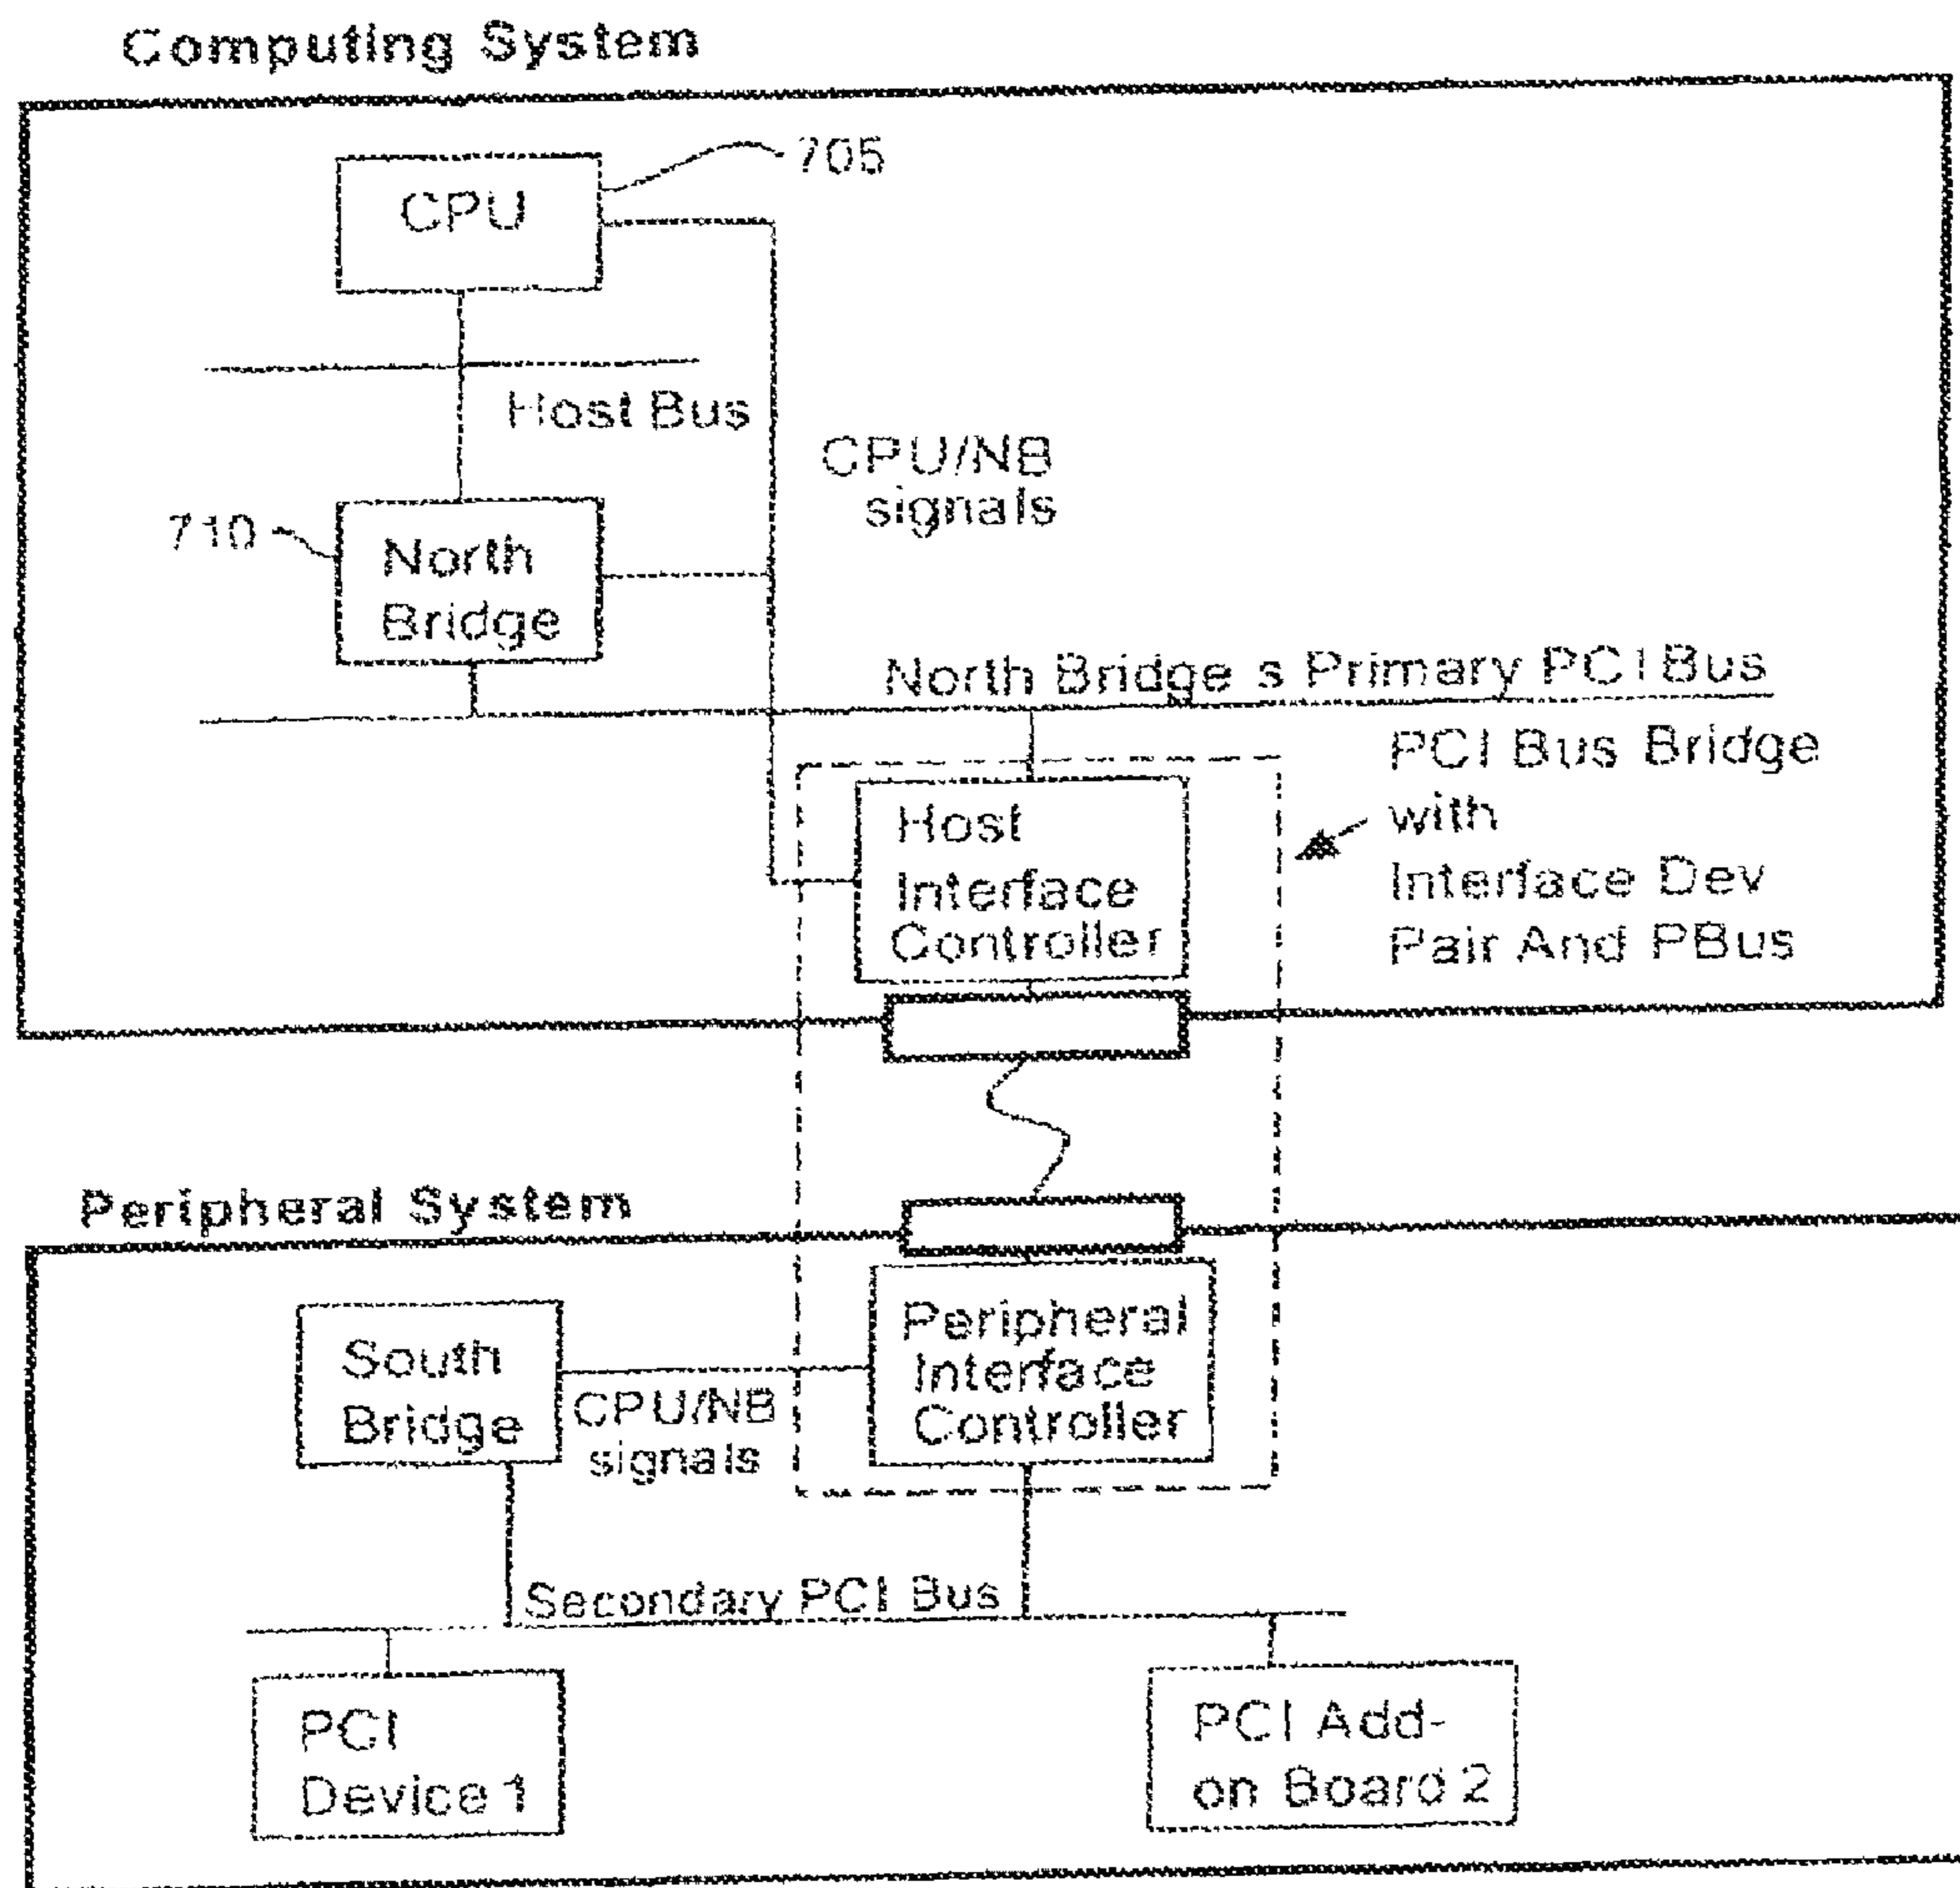 Computing System
705
CPU
Host Bus
CPU/NB
signals
710
North
Bridge
North Bridge s Primary PCI Bus
PCI Bus Bridge
with
Interface Dev
Pair And PBus
Host
Interface
Controller
Peripheral System
Peripheral
Interface
Controller
South
Bridge
CPU/NB
signals
Secondary PCI Bus
PCI
Device 1
PCI Add-
on Board 2